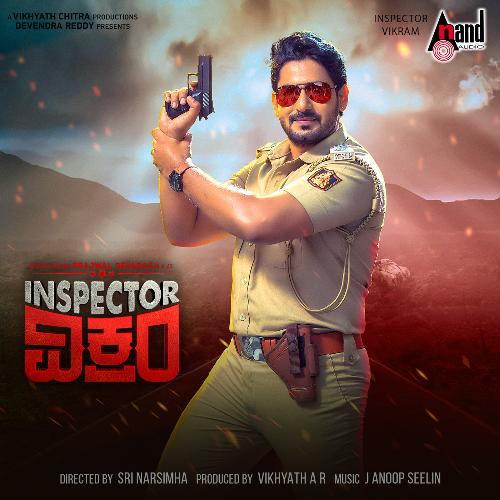 A VIKHYATH CHITRA PRODUCTIONS
DEVENDRA REDDY PRESENTS
INSPECTOR
VIKRAM
Anand
AUDIO
INSPECTOR
ವಿಕ್ರಂ
DIRECTED BY SRI NARSIMHA PRODUCED BY VIKHYATH A R MUSIC J ANOOP SEELIN